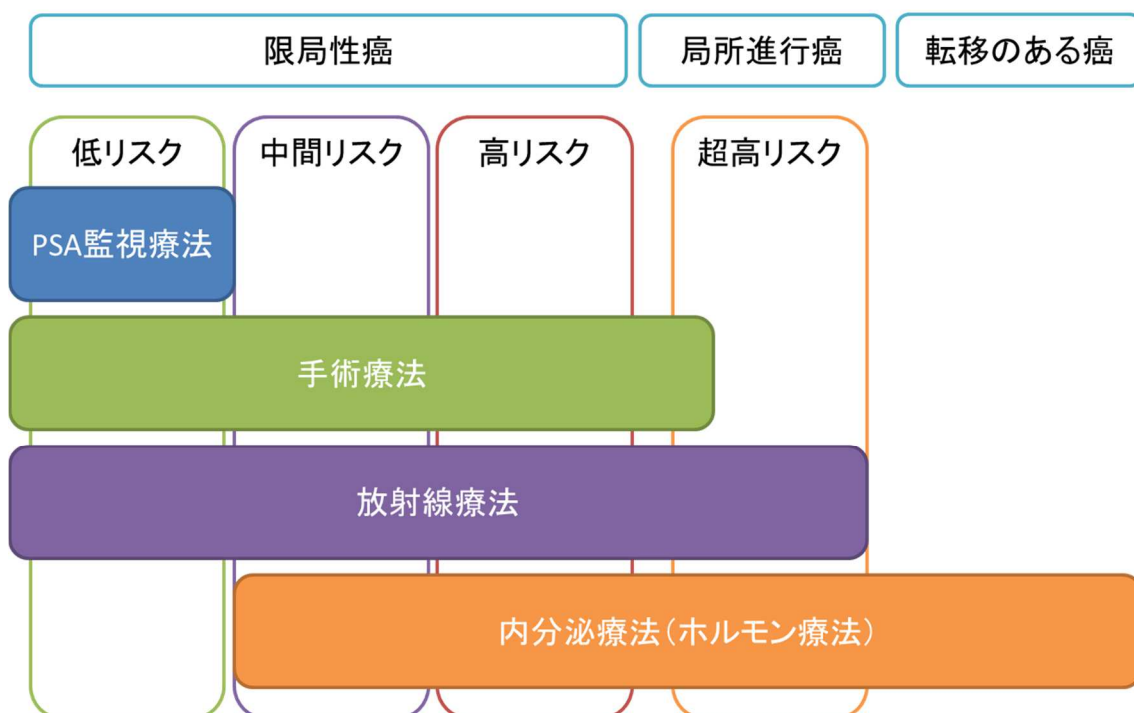 限局性癌
局所進行癌
転移のある癌
低リスク
中間リスク
高リスク
超高リスク
PSA監視療法
手術療法
放射線療法
内分泌療法（ホルモン療法）